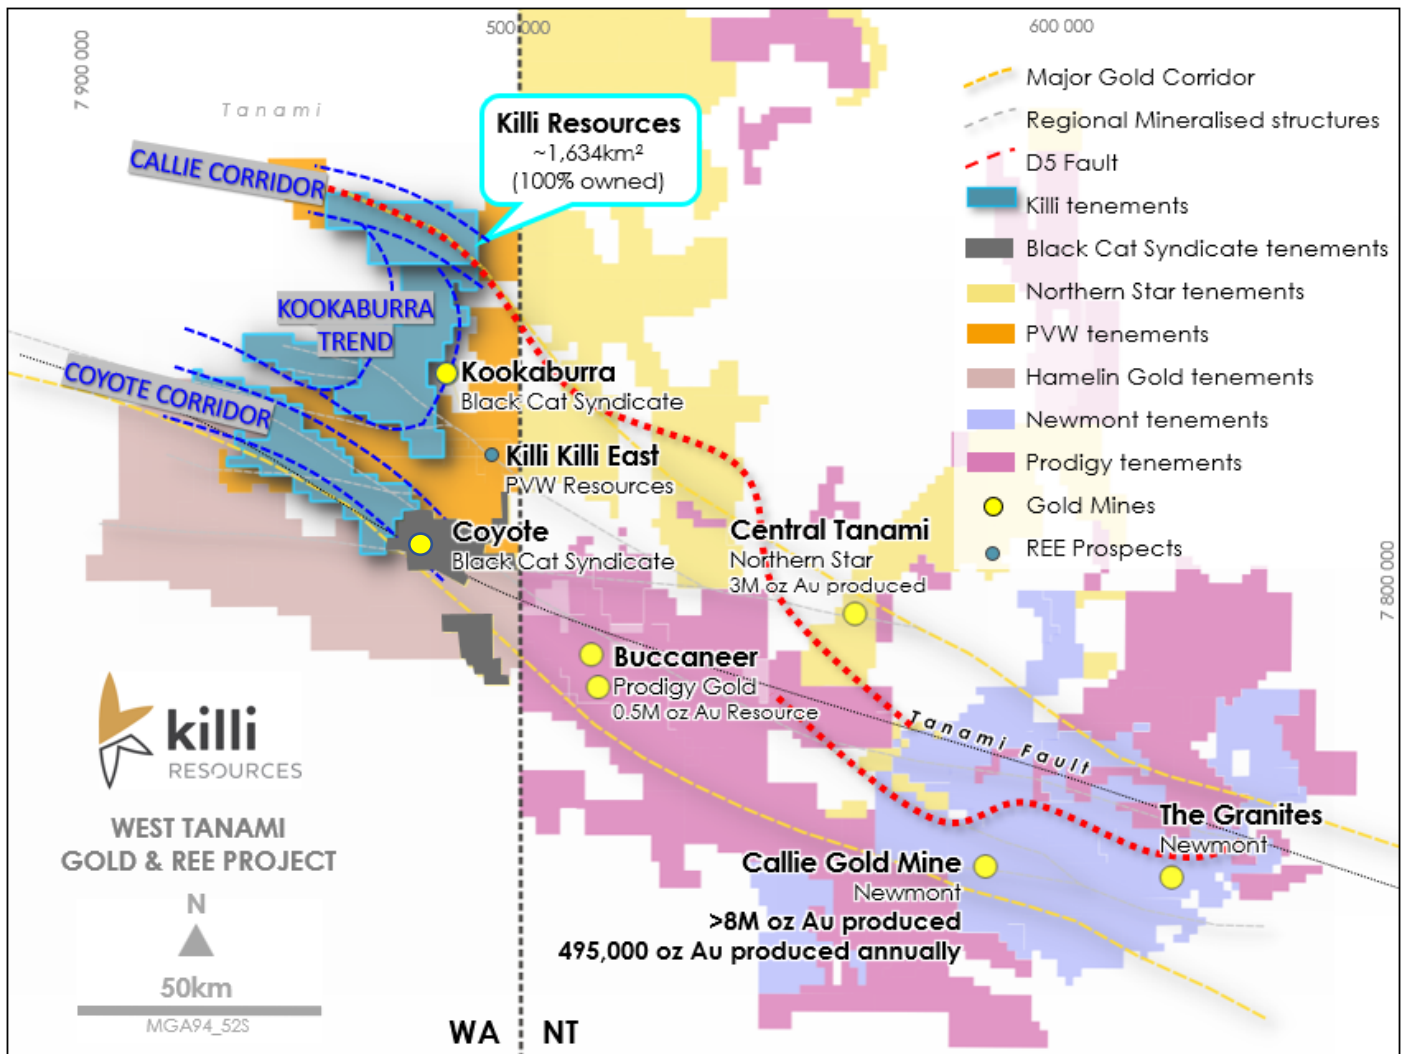 500 000
600 000
7 900 000
Tanami
Killi Resources
~1,634km²
(100% owned)
CALLIE CORRIDOR
KOOKABURRA
TREND
COYOTE CORRIDOR
Kookaburra
Black Cat Syndicate
Killi Killi East
PVW Resources
Coyote
Black Cat Syndicate
Central Tanami
Northern Star
3M oz Au produced
Buccaneer
Prodigy Gold
0.5M oz Au Resource
Tanami Fault
The Granites
Newmont
Callie Gold Mine
Newmont
>8M oz Au produced
495,000 oz Au produced annually
Major Gold Corridor
Regional Mineralised structures
D5 Fault
Killi tenements
Black Cat Syndicate tenements
Northern Star tenements
PVW tenements
Hamelin Gold tenements
Newmont tenements
Prodigy tenements
Gold Mines
REE Prospects
7 800 000
killi
RESOURCES
WEST TANAMI
GOLD & REE PROJECT
N
50km
MGA94_52S
WA
NT